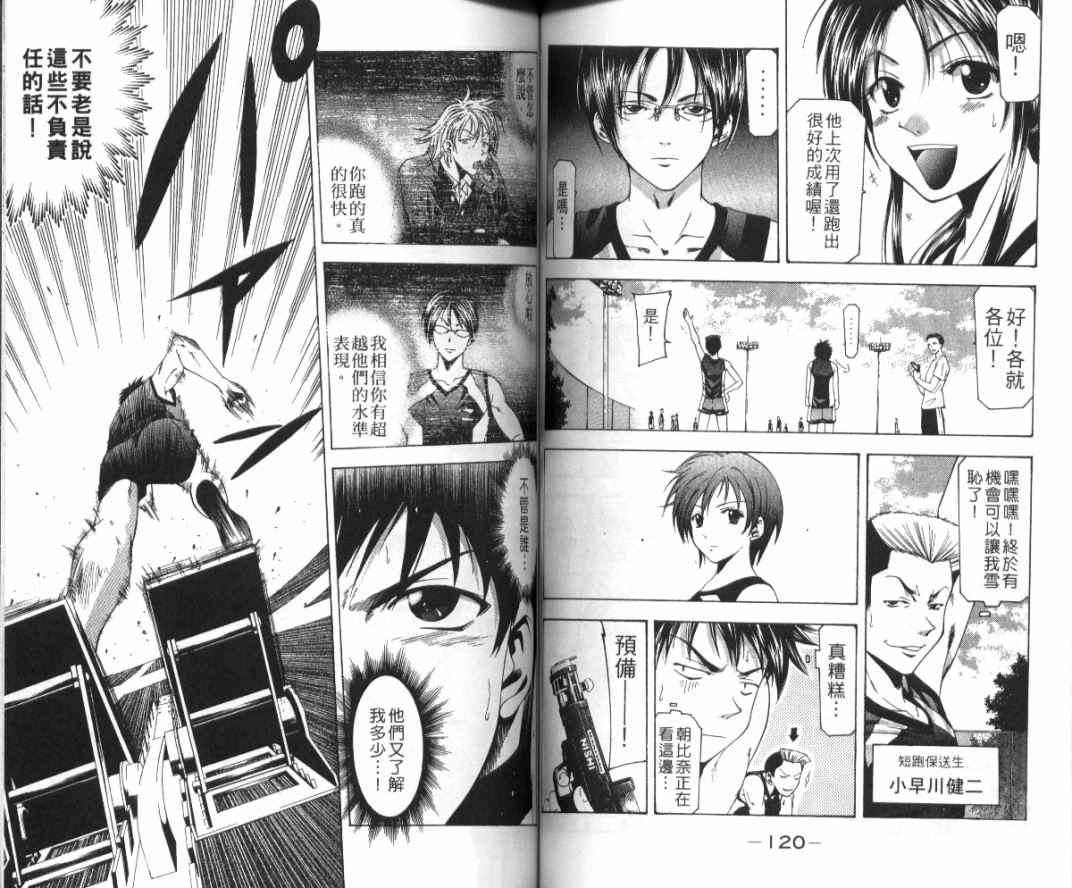 嗯！
他上次用了還跑出
很好的成績喔！
……
是嗎…
好！各就
各位！
……
是！
嘿嘿嘿！終於有
機會可以讓我雪
恥了！
短跑保送生
小早川健二
真糟糕…
朝比奈正在
看這邊…
預備——！
NISHI
—120—
不管怎
麼說
你跑的真
的很快。
放心啦
我相信你有超
越他們的水準
表現。
不管是誰…
他們又了解
我多少…！
不要老是說
這些不負責
任的話！